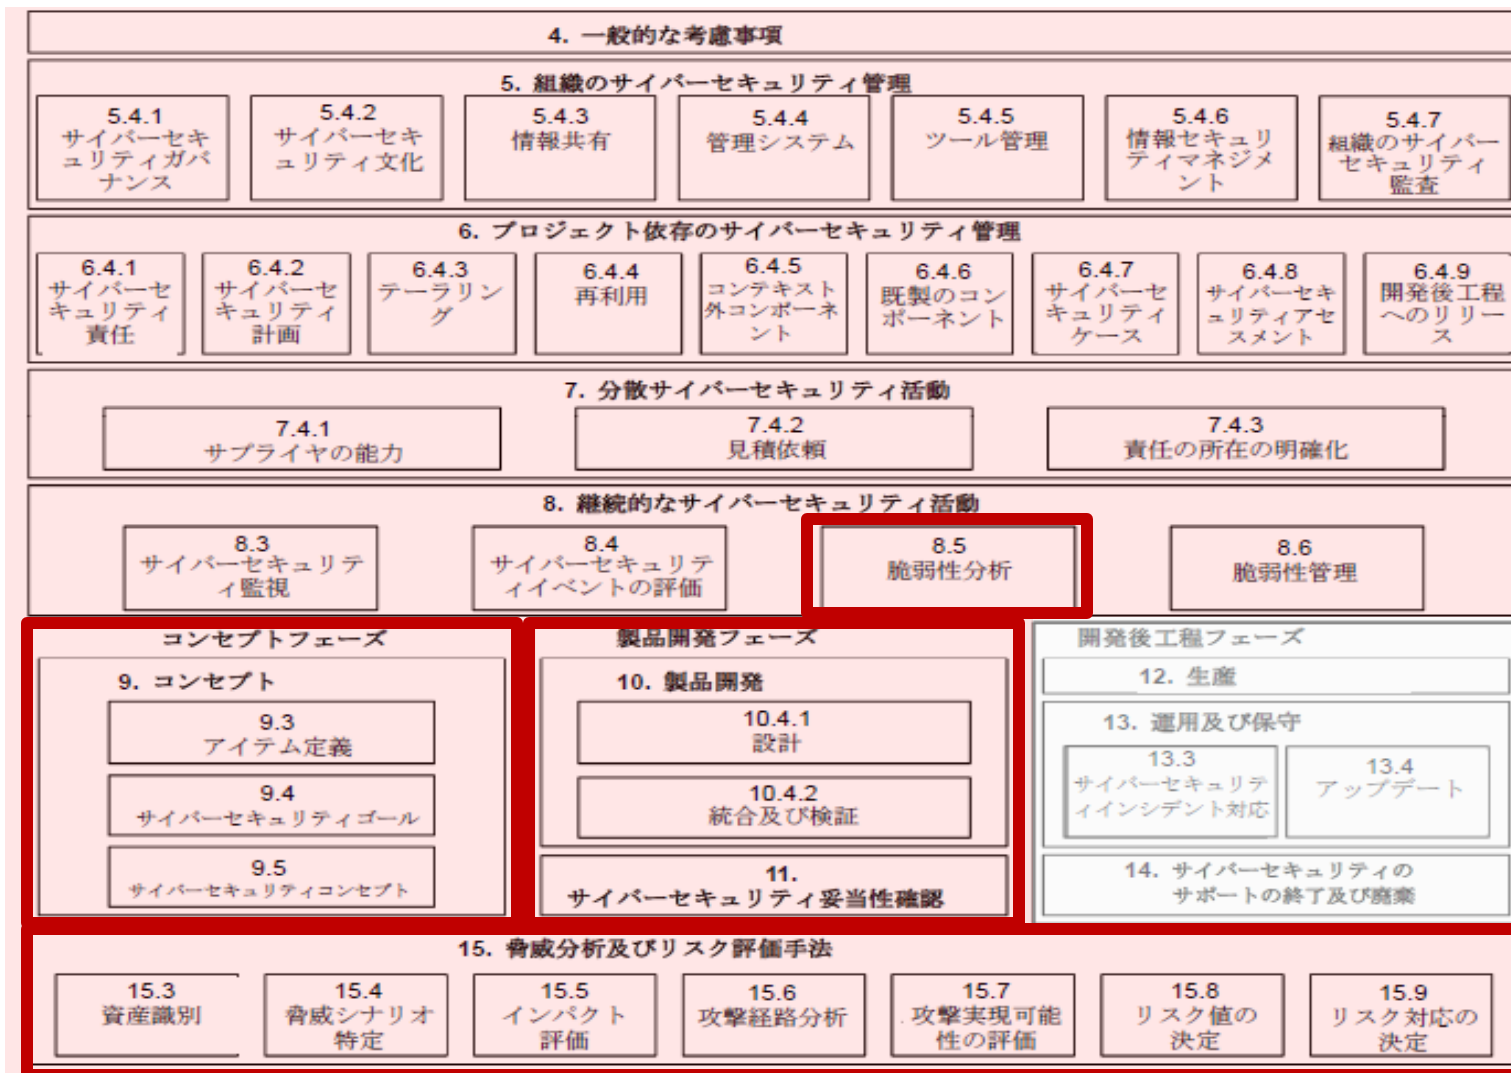 4. 一般的な考慮事項
5. 組織のサイバーセキュリティ管理
5.4.1
サイバーセキ
ュリティガバ
ナンス
5.4.2
サイバーセキ
ュリティ文化
5.4.3
情報共有
5.4.4
管理システム
5.4.5
ツール管理
5.4.6
情報セキュリ
ティマネジメ
ント
5.4.7
組織のサイバー
セキュリティ
監査
6. プロジェクト依存のサイバーセキュリティ管理
6.4.1
サイバーセ
キュリティ
責任
6.4.2
サイバーセ
キュリティ
計画
6.4.3
テーラリン
グ
6.4.4
再利用
6.4.5
コンテキスト
外コンポーネ
ント
6.4.6
既製のコン
ポーネント
6.4.7
サイバーセ
キュリティ
ケース
6.4.8
サイバーセキ
ュリティアセ
スメント
6.4.9
開発後工程
へのリリー
ス
7. 分散サイバーセキュリティ活動
7.4.1
サプライヤの能力
7.4.2
見積依頼
7.4.3
責任の所在の明確化
8. 継続的なサイバーセキュリティ活動
8.3
サイバーセキュリテ
ィ監視
8.4
サイバーセキュリテ
ィイベントの評価
8.5
脆弱性分析
8.6
脆弱性管理
コンセプトフェーズ
9. コンセプト
9.3
アイテム定義
9.4
サイバーセキュリティゴール
9.5
サイバーセキュリティコンセプト
製品開発フェーズ
10. 製品開発
10.4.1
設計
10.4.2
統合及び検証
11.
サイバーセキュリティ妥当性確認
開発後工程フェーズ
12. 生産
13. 運用及び保守
13.3
サイバーセキュリテ
ィインシデント対応
13.4
アップデート
14. サイバーセキュリティの
サポートの終了及び廃棄
15. 脅威分析及びリスク評価手法
15.3
資産識別
15.4
脅威シナリオ
特定
15.5
インパクト
評価
15.6
攻撃経路分析
15.7
攻撃実現可能
性の評価
15.8
リスク値の
決定
15.9
リスク対応の
決定